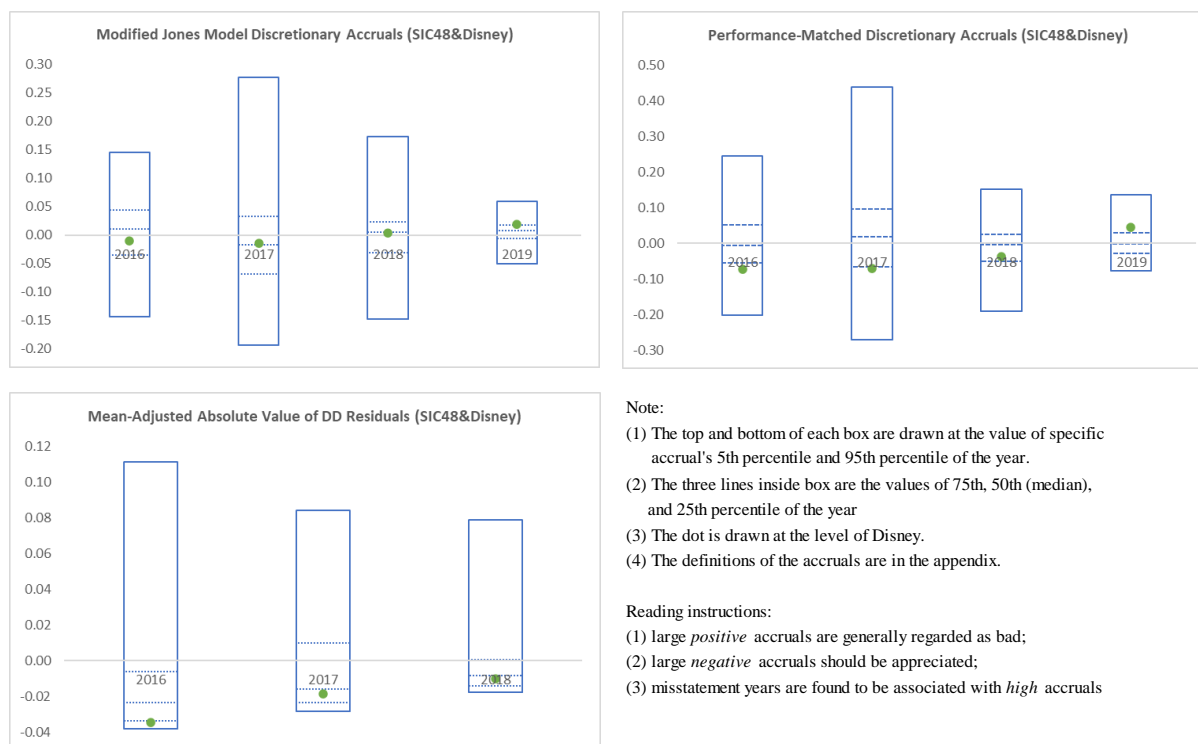 Modified Jones Model Discretionary Accruals (SIC48&Disney)
0.30
0.25
0.20
0.15
0.10
0.05
0.00
-0.05
-0.10
-0.15
-0.20
2016 2017 2018 2019
Performance-Matched Discretionary Accruals (SIC48&Disney)
0.50
0.40
0.30
0.20
0.10
0.00
-0.10
-0.20
-0.30
2016 2017 2018 2019
Mean-Adjusted Absolute Value of DD Residuals (SIC48&Disney)
0.12
0.10
0.08
0.06
0.04
0.02
0.00
-0.02
-0.04
2016 2017 2018
Note:
(1) The top and bottom of each box are drawn at the value of specific
accrual's 5th percentile and 95th percentile of the year.
(2) The three lines inside box are the values of 75th, 50th (median),
and 25th percentile of the year
(3) The dot is drawn at the level of Disney.
(4) The definitions of the accruals are in the appendix.
Reading instructions:
(1) large positive accruals are generally regarded as bad;
(2) large negative accruals should be appreciated;
(3) misstatement years are found to be associated with high accruals